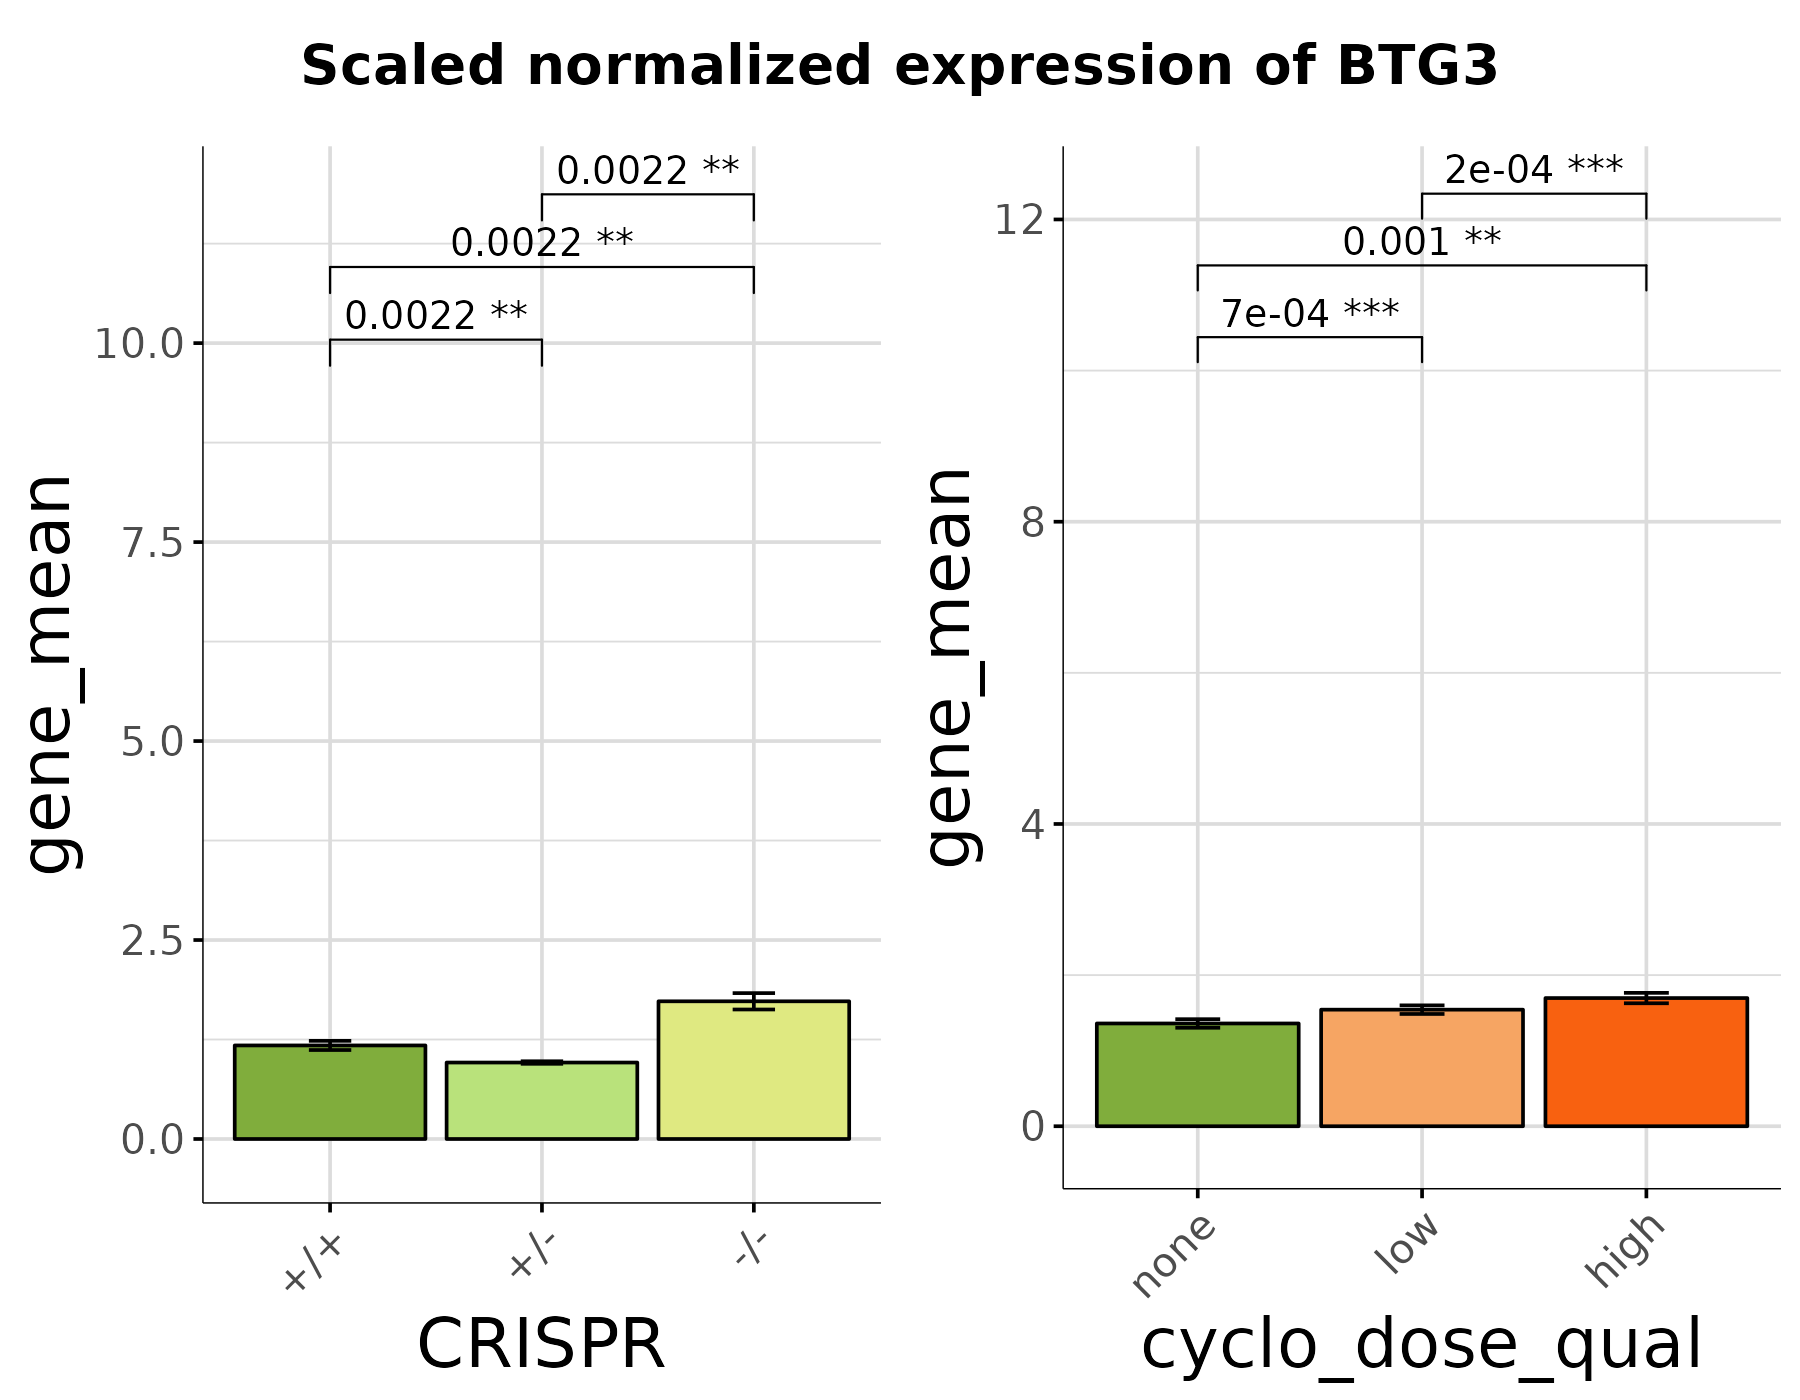 Scaled normalized expression of BTG3
0.0022 **
0.0022 **
0.0022 **
10.0
7.5
5.0
2.5
0.0
gene_mean
+/+
+/-
-/-
CRISPR
2e-04 ***
0.001 **
7e-04 ***
12
8
4
0
gene_mean
none
low
high
cyclo_dose_qual